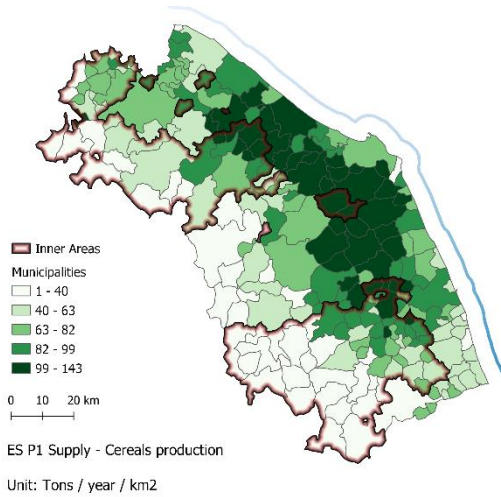 Inner Areas
Municipalities
1 - 40
40 - 63
63 - 82
82 - 99
99 - 143
0 10 20 km
ES P1 Supply - Cereals production
Unit: Tons / year / km2